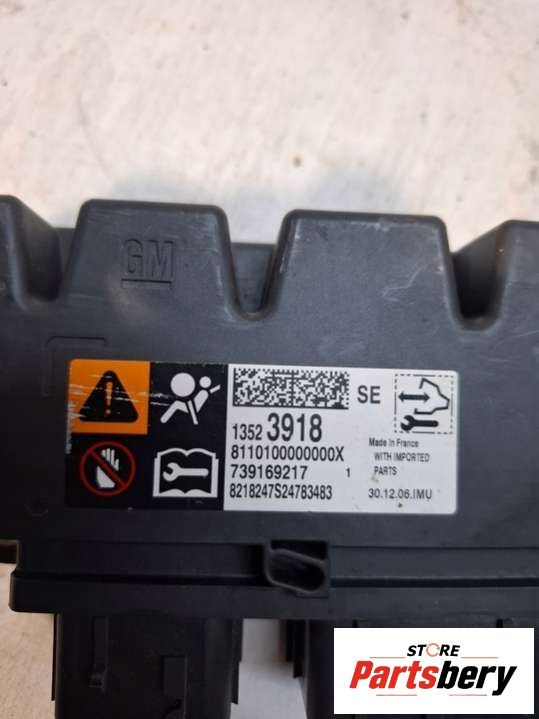 GM
SE
1352 3918
8110100000000X
739169217 1
8218247S24783483
Made In France
WITH IMPORTED
PARTS
30.12.06.IMU
STORE
Partsbery